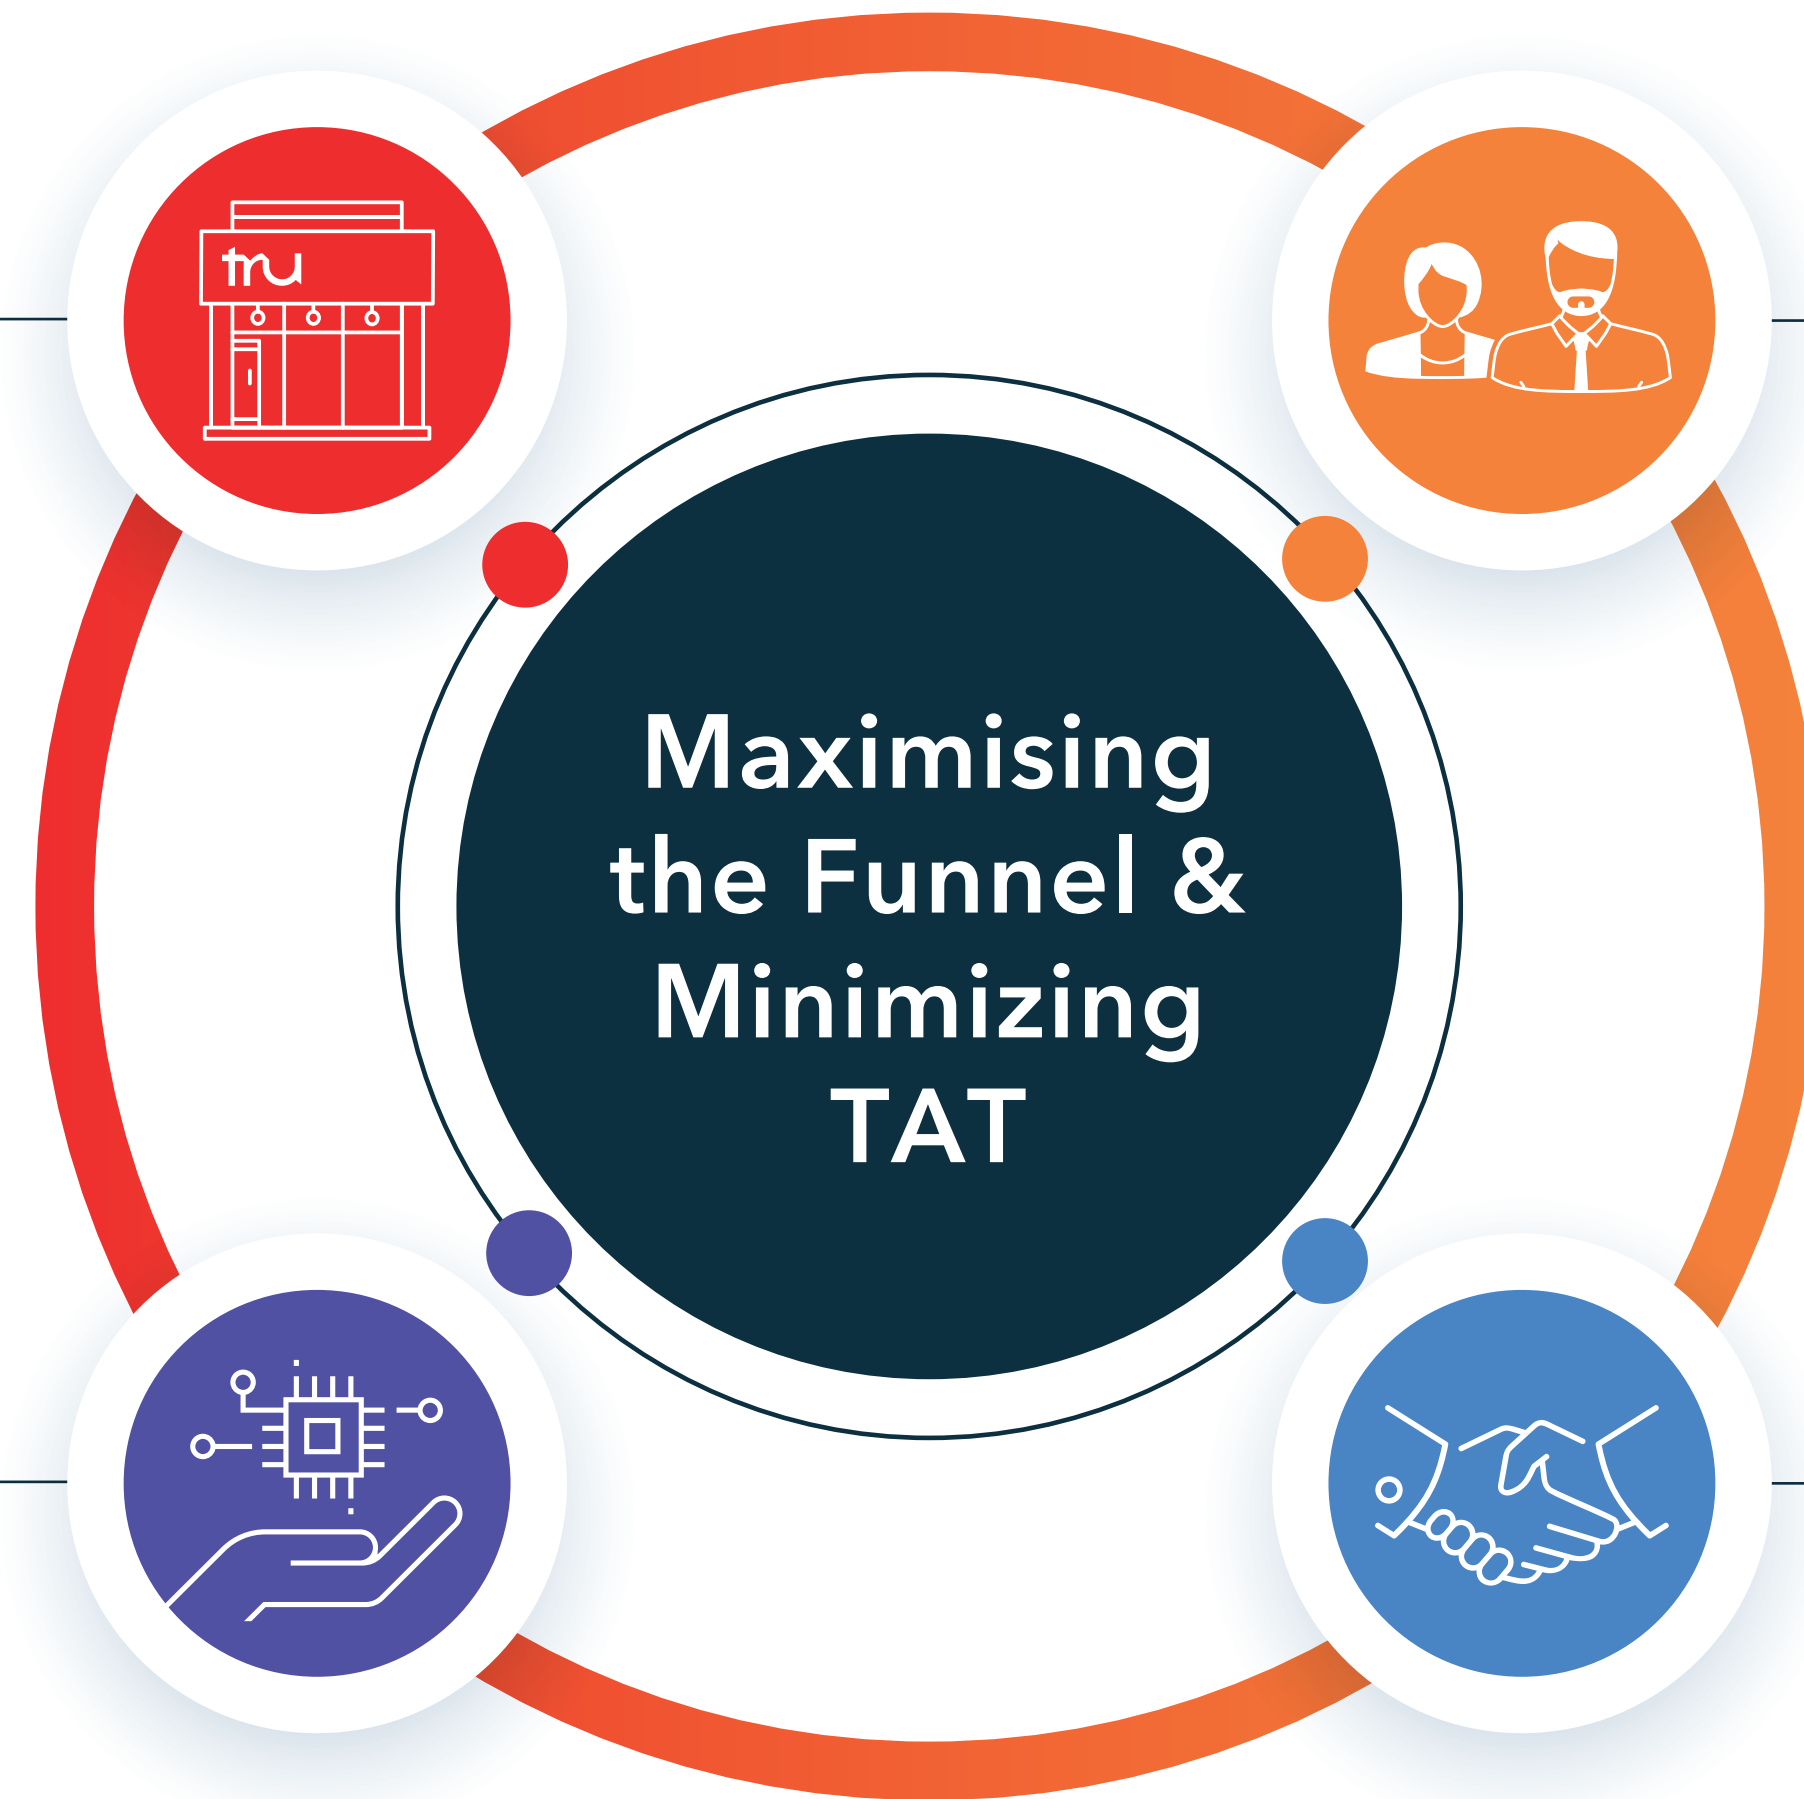 tru
Maximising
the Funnel &
Minimizing
TAT